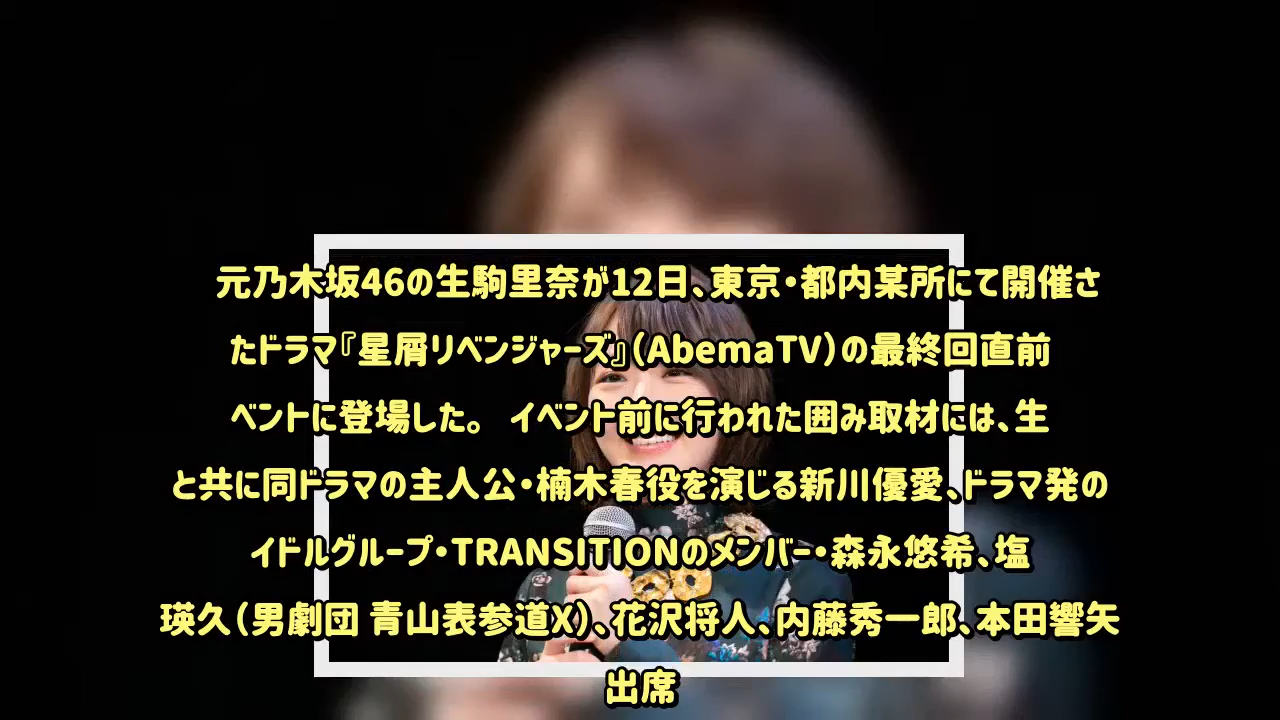 元乃木坂46の生駒里奈が12日、東京・都内某所にて開催さ
たドラマ『星屑リベンジャーズ』（AbemaTV）の最終回直前
ベントに登場した。 イベント前に行われた囲み取材には、生
と共に同ドラマの主人公・楠木春役を演じる新川優愛、ドラマ発の
イドルグループ・TRANSITIONのメンバー・森永悠希、塩
瑛久（男劇団 青山表参道X）、花沢将人、内藤秀一郎、本田響矢
出席